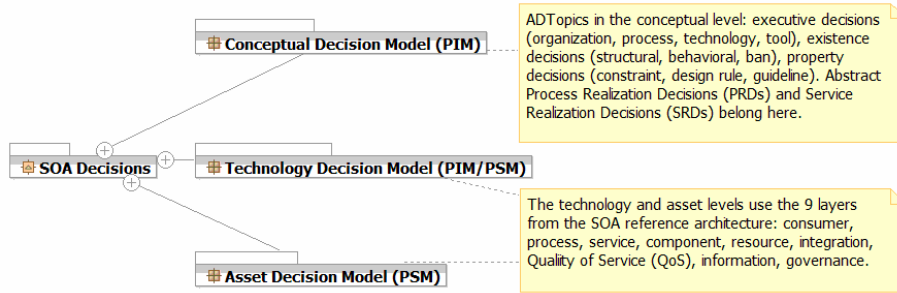 Conceptual Decision Model (PIM)
ADTopics in the conceptual level: executive decisions
(organization, process, technology, tool), existence
decisions (structural, behavioral, ban), property
decisions (constraint, design rule, guideline). Abstract
Process Realization Decisions (PRDs) and Service
Realization Decisions (SRDs) belong here.
SOA Decisions
Technology Decision Model (PIM/PSM)
The technology and asset levels use the 9 layers
from the SOA reference architecture: consumer,
process, service, component, resource, integration,
Quality of Service (QoS), information, governance.
Asset Decision Model (PSM)